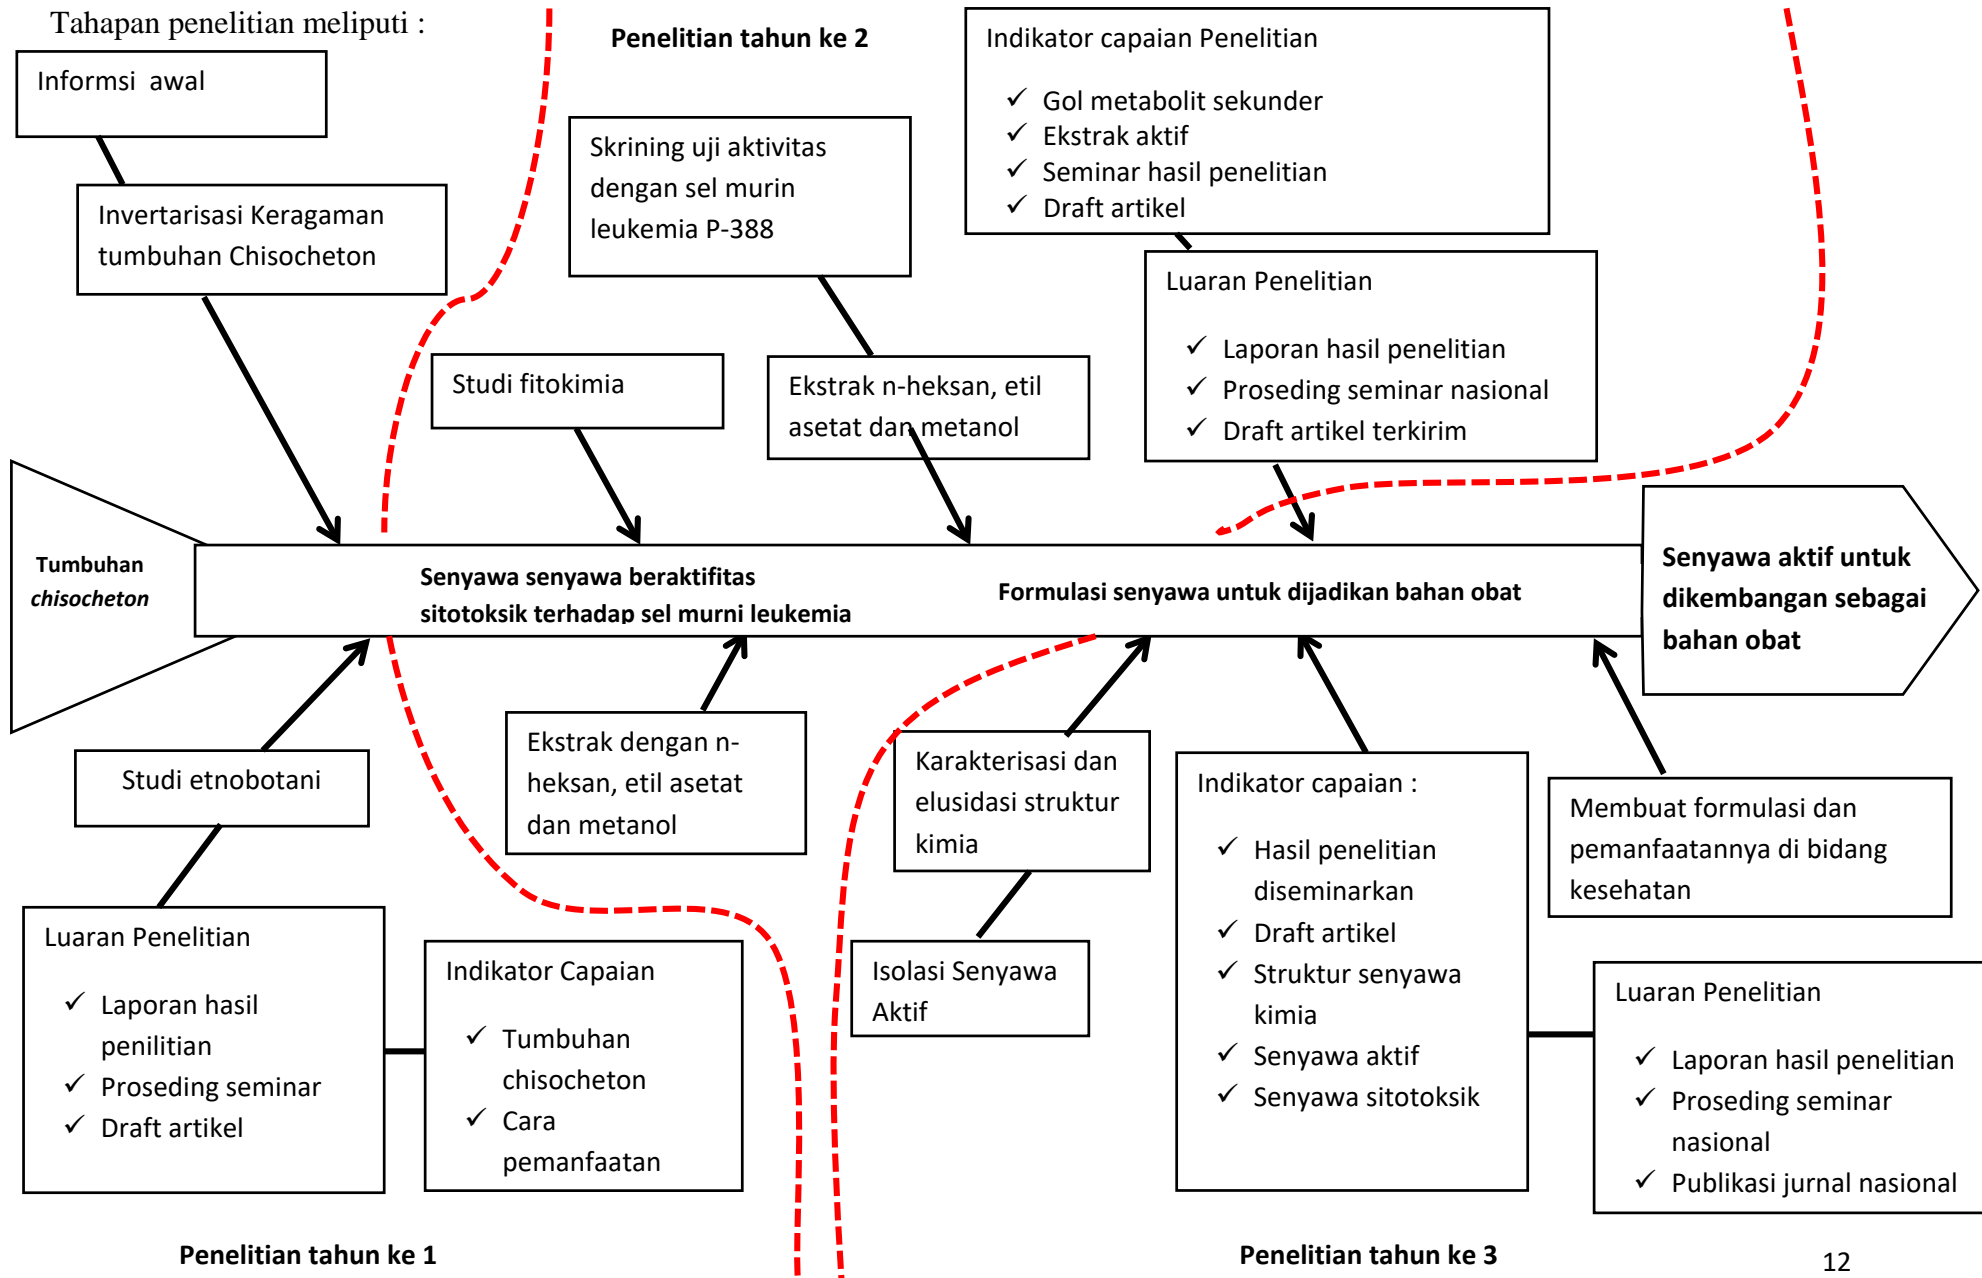 Tahapan penelitian meliputi :
Informsi  awal
Invertarisasi Keragaman
tumbuhan Chisocheton
Penelitian tahun ke 2
Skrining uji aktivitas
dengan sel murin
leukemia P-388
Studi fitokimia
Ekstrak n-heksan, etil
asetat dan metanol
Indikator capaian Penelitian
✓ Gol metabolit sekunder
✓ Ekstrak aktif
✓ Seminar hasil penelitian
✓ Draft artikel
Luaran Penelitian
✓ Laporan hasil penelitian
✓ Proseding seminar nasional
✓ Draft artikel terkirim
Tumbuhan
chisocheton
Senyawa senyawa beraktifitas
sitotoksik terhadap sel murni leukemia
Formulasi senyawa untuk dijadikan bahan obat
Senyawa aktif untuk
dikembangan sebagai
bahan obat
Studi etnobotani
Luaran Penelitian
✓ Laporan hasil
penilitian
✓ Proseding seminar
✓ Draft artikel
Indikator Capaian
✓ Tumbuhan
chisocheton
✓ Cara
pemanfaatan
Ekstrak dengan n-
heksan, etil asetat
dan metanol
Karakterisasi dan
elusidasi struktur
kimia
Isolasi Senyawa
Aktif
Indikator capaian :
✓ Hasil penelitian
diseminarkan
✓ Draft artikel
✓ Struktur senyawa
kimia
✓ Senyawa aktif
✓ Senyawa sitotoksik
Membuat formulasi dan
pemanfaatannya di bidang
kesehatan
Luaran Penelitian
✓ Laporan hasil penelitian
✓ Proseding seminar
nasional
✓ Publikasi jurnal nasional
Penelitian tahun ke 1
Penelitian tahun ke 3
12